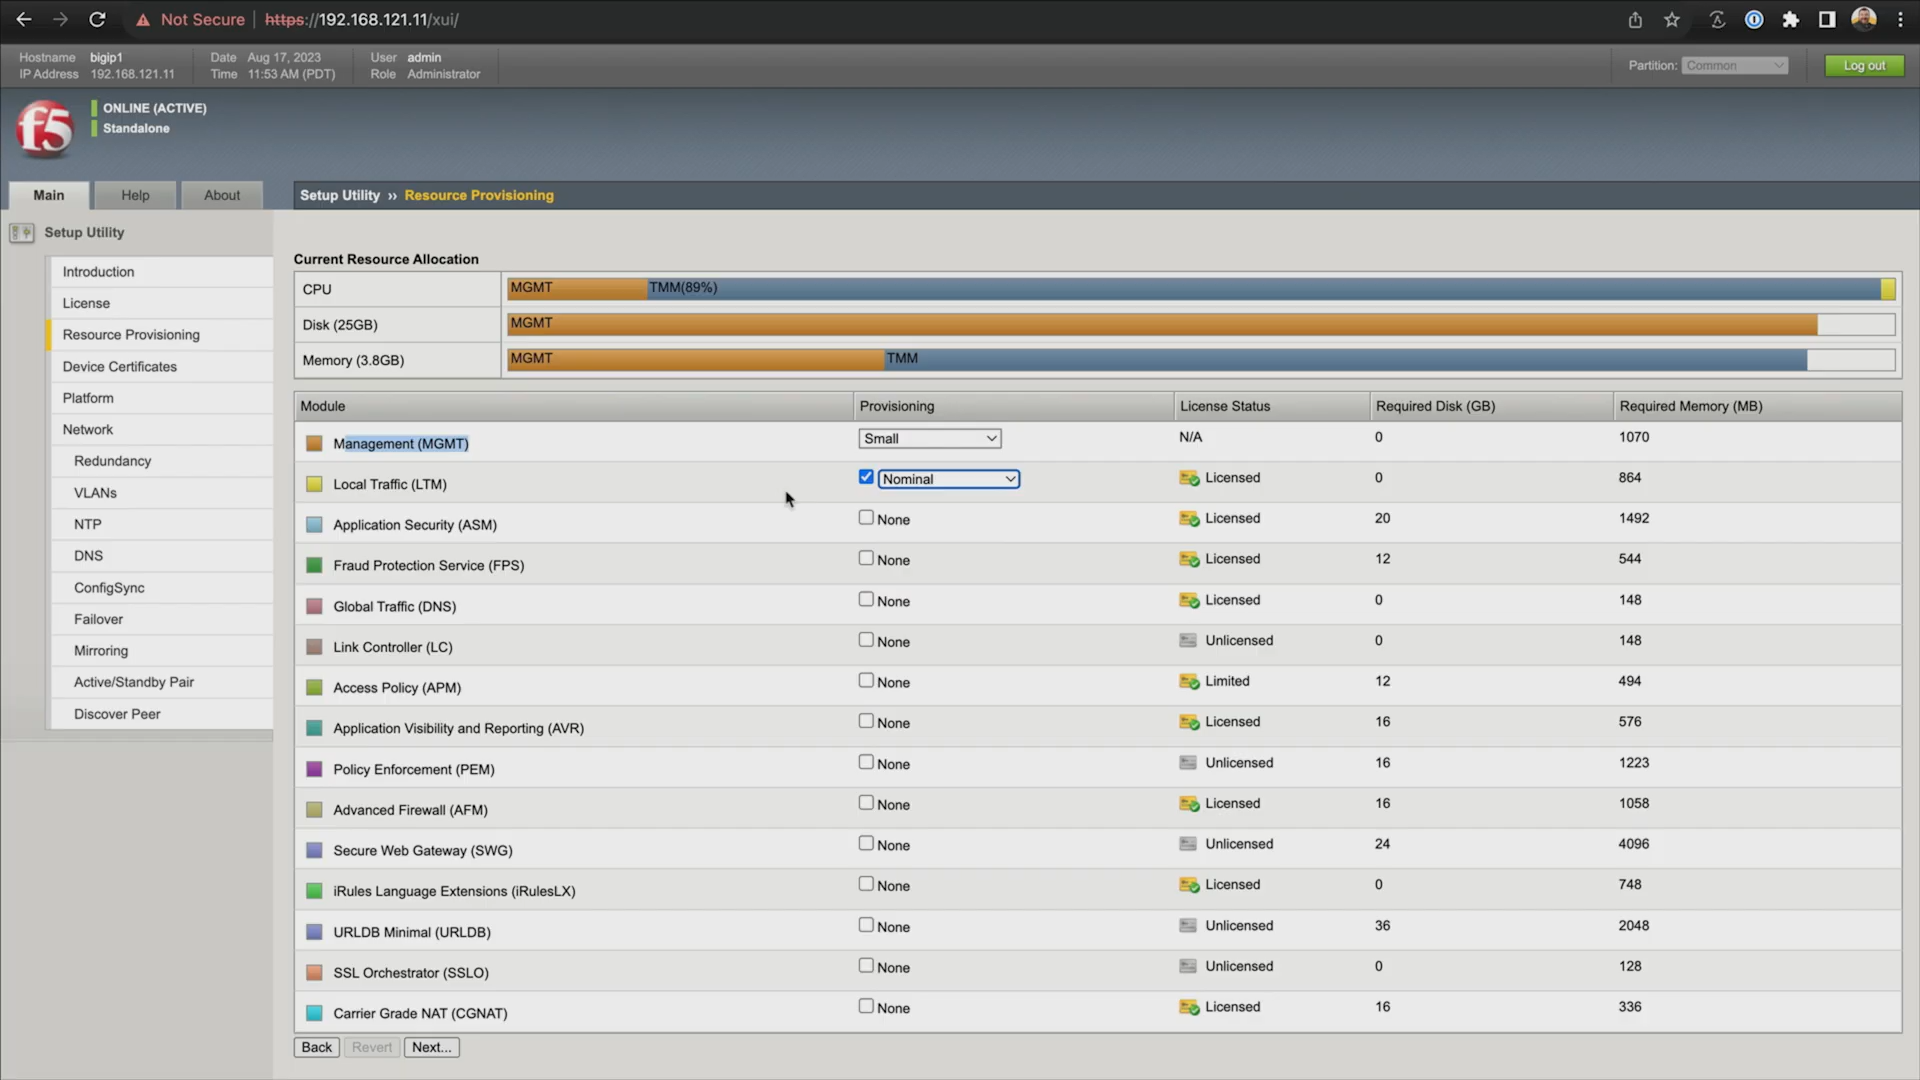 Not Secure https://192.168.121.11/xui/
Hostname bigip1 Date Aug 17, 2023 User admin
IP Address 192.168.121.11 Time 11:53 AM (PDT) Role Administrator
Partition: Common Log out
f5
ONLINE (ACTIVE)
Standalone
Main Help About
Setup Utility » Resource Provisioning
Setup Utility
Introduction
License
Resource Provisioning
Device Certificates
Platform
Network
Redundancy
VLANs
NTP
DNS
ConfigSync
Failover
Mirroring
Active/Standby Pair
Discover Peer
Current Resource Allocation
CPU MGMT TMM(89%)
Disk (25GB) MGMT
Memory (3.8GB) MGMT TMM
Module Provisioning License Status Required Disk (GB) Required Memory (MB)
Management (MGMT) Small N/A 0 1070
Local Traffic (LTM) Nominal Licensed 0 864
Application Security (ASM) None Licensed 20 1492
Fraud Protection Service (FPS) None Licensed 12 544
Global Traffic (DNS) None Licensed 0 148
Link Controller (LC) None Unlicensed 0 148
Access Policy (APM) None Limited 12 494
Application Visibility and Reporting (AVR) None Licensed 16 576
Policy Enforcement (PEM) None Unlicensed 16 1223
Advanced Firewall (AFM) None Licensed 16 1058
Secure Web Gateway (SWG) None Unlicensed 24 4096
iRules Language Extensions (iRulesLX) None Licensed 0 748
URLDB Minimal (URLDB) None Unlicensed 36 2048
SSL Orchestrator (SSLO) None Unlicensed 0 128
Carrier Grade NAT (CGNAT) None Licensed 16 336
Back Revert Next...